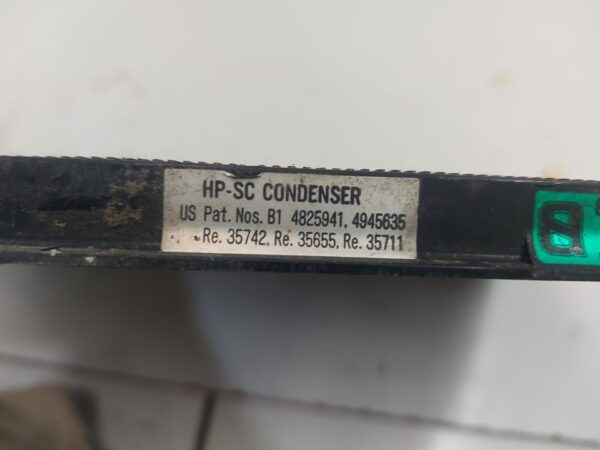 HP-SC CONDENSER
US Pat. Nos. B1 4825941, 4945635
Re. 35742, Re. 35655, Re. 35711